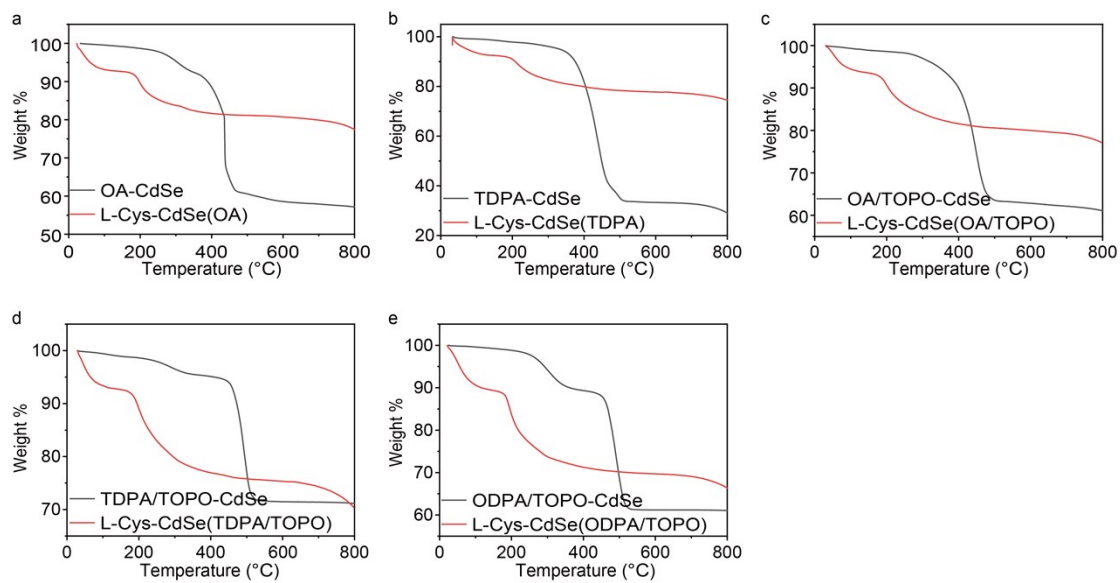 a
Weight %
100
90
80
70
60
50
OA-CdSe
L-Cys-CdSe(OA)
0 200 400 600 800
Temperature (°C)
b
Weight %
100
80
60
40
20
TDPA-CdSe
L-Cys-CdSe(TDPA)
0 200 400 600 800
Temperature (°C)
c
Weight %
100
90
80
70
60
OA/TOPO-CdSe
L-Cys-CdSe(OA/TOPO)
0 200 400 600 800
Temperature (°C)
d
Weight %
100
90
80
70
TDPA/TOPO-CdSe
L-Cys-CdSe(TDPA/TOPO)
0 200 400 600 800
Temperature (°C)
e
Weight %
100
90
80
70
60
ODPA/TOPO-CdSe
L-Cys-CdSe(ODPA/TOPO)
0 200 400 600 800
Temperature (°C)